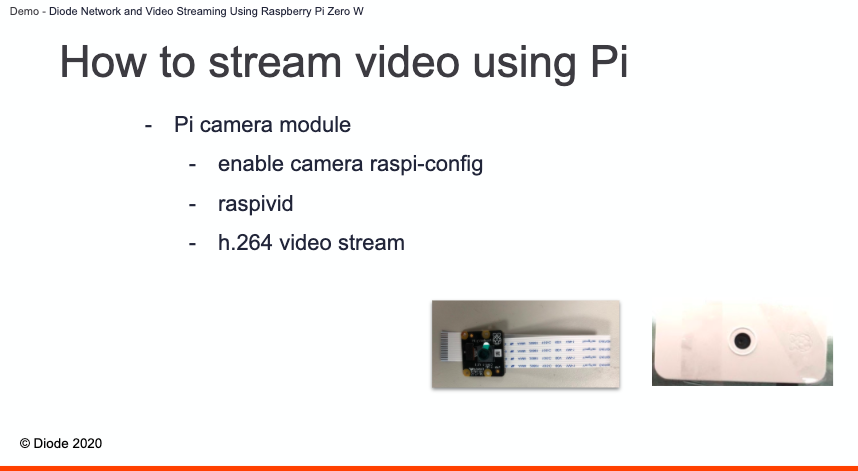 Demo - Diode Network and Video Streaming Using Raspberry Pi Zero W
How to stream video using Pi
- Pi camera module
- enable camera raspi-config
- raspivid
- h.264 video stream
© Diode 2020